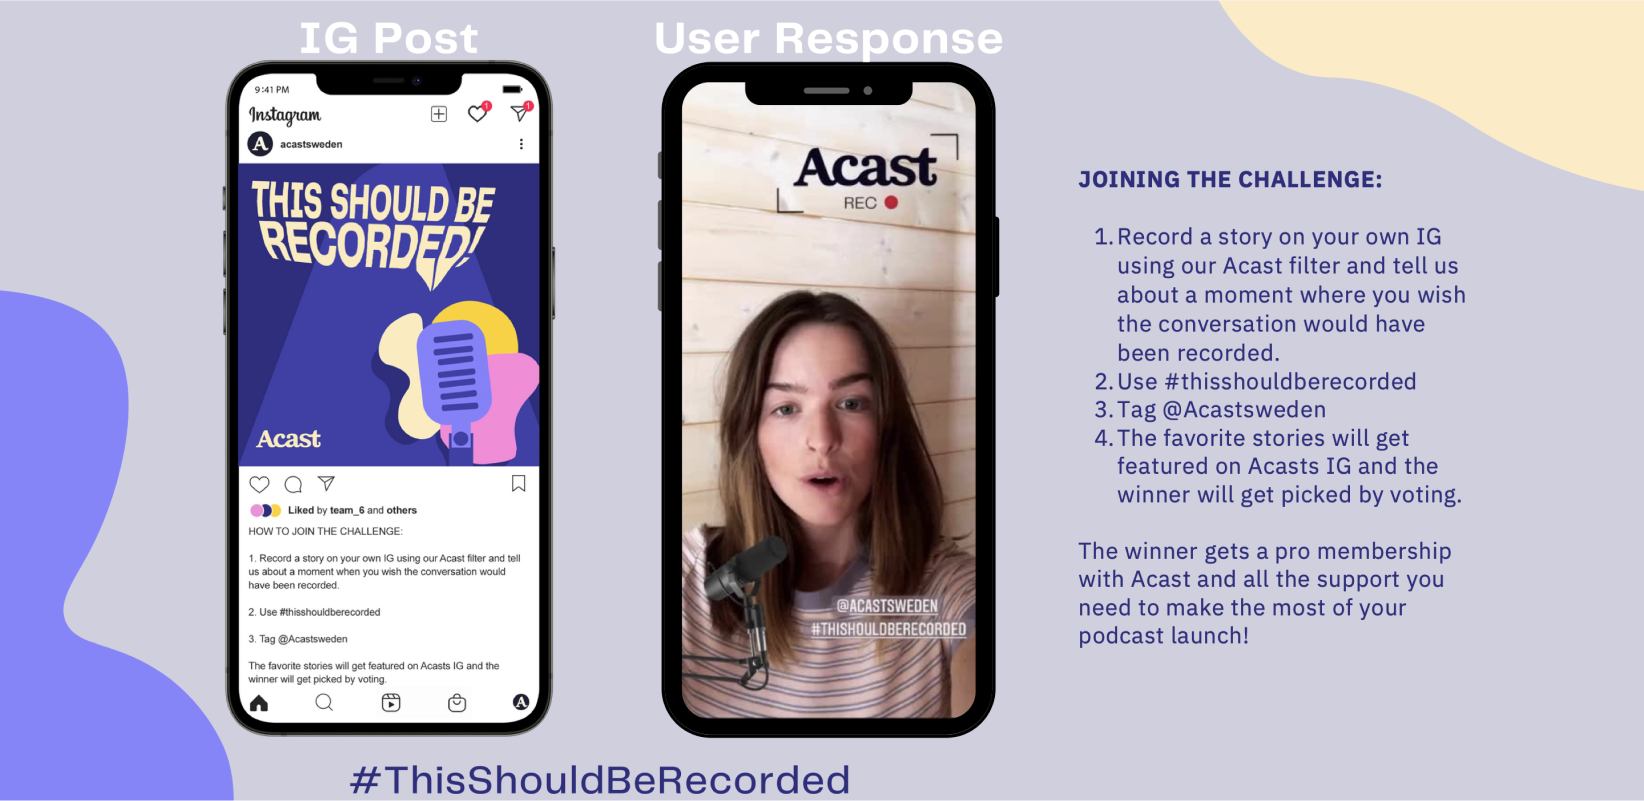 IG Post
9:41 PM
Instagram
1
1
A
acastsweden
THIS SHOULD BE
RECORDED!
Acast
Liked by team_6 and others
HOW TO JOIN THE CHALLENGE:
1. Record a story on your own IG using our Acast filter and tell
us about a moment when you wish the conversation would
have been recorded.
2. Use #thisshouldberecorded
3. Tag @Acastsweden
The favorite stories will get featured on Acasts IG and the
winner will get picked by voting.
A
User Response
Acast
REC
@ACASTSWEDEN
#THISHOULDBERECORDED
#ThisShouldBeRecorded
JOINING THE CHALLENGE:
1. Record a story on your own IG
using our Acast filter and tell us
about a moment where you wish
the conversation would have
been recorded.
2. Use #thisshouldberecorded
3. Tag @Acastsweden
4. The favorite stories will get
featured on Acasts IG and the
winner will get picked by voting.
The winner gets a pro membership
with Acast and all the support you
need to make the most of your
podcast launch!